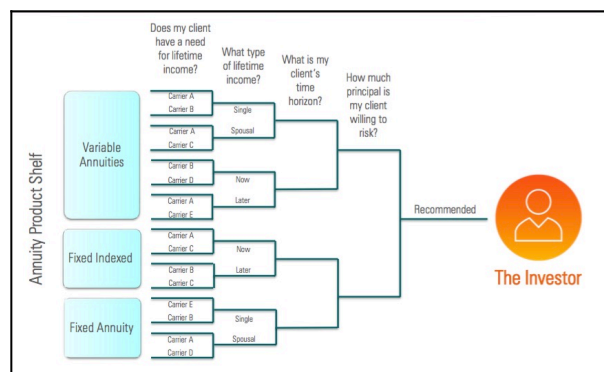 Does my client
have a need
for lifetime
income?
What type
of lifetime
income?
What is my
client's
time
horizon?
How much
principal is
my client
willing to
risk?
Annuity Product Shelf
Variable
Annuities
Carrier A
Carrier B
Single
Carrier A
Carrier C
Spousal
Carrier B
Carrier D
Now
Carrier A
Carrier E
Later
Fixed Indexed
Carrier A
Carrier C
Now
Carrier B
Carrier C
Later
Fixed Annuity
Carrier E
Carrier B
Single
Carrier A
Carrier D
Spousal
Recommended
The Investor